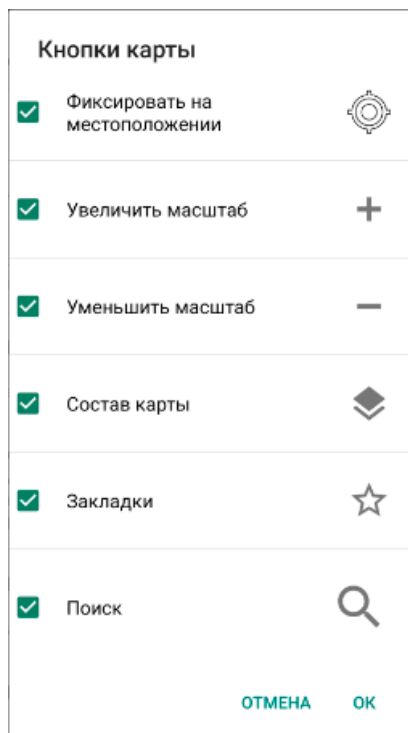 Кнопки карты
Фиксировать на
местоположении
Увеличить масштаб
Уменьшить масштаб
Состав карты
Закладки
Поиск
ОТМЕНА ОК